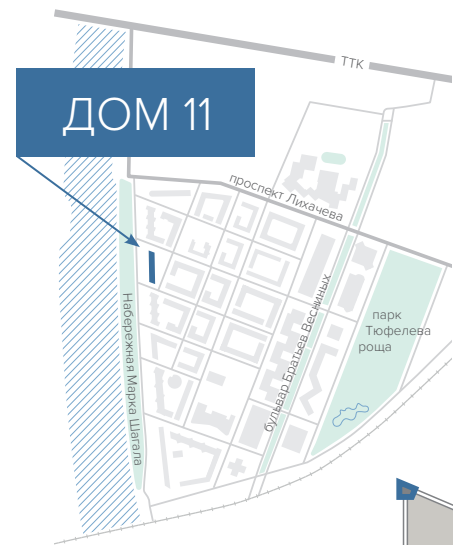 ТТК
ДОМ 11
проспект Лихачева
Набережная Марка Шагала
бульвар Братьев Весниных
парк
Тюфелева
роща